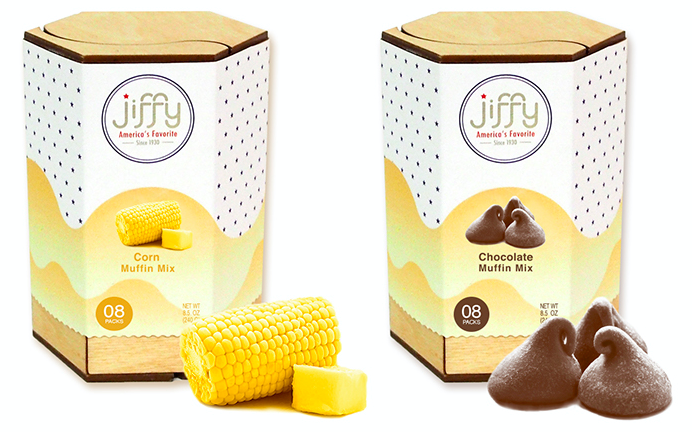 jiffy
America's Favorite
Since 1930
Corn
Muffin Mix
08
PACKS
NET WT
8.5 OZ
jiffy
America's Favorite
Since 1930
Chocolate
Muffin Mix
08
PACKS
NET WT
8.5 OZ